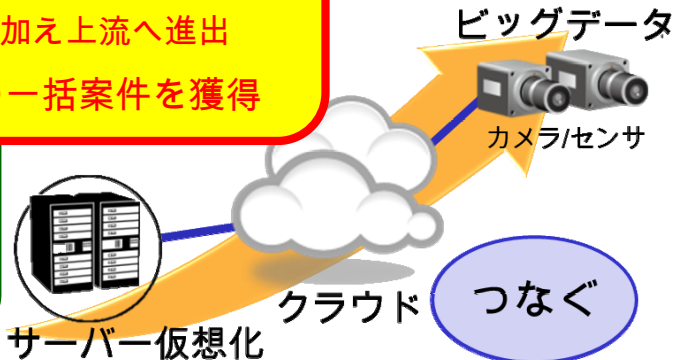 加え上流へ進出
一括案件を獲得
ビッグデータ
カメラ/センサ
つなぐ
クラウド
サーバー仮想化